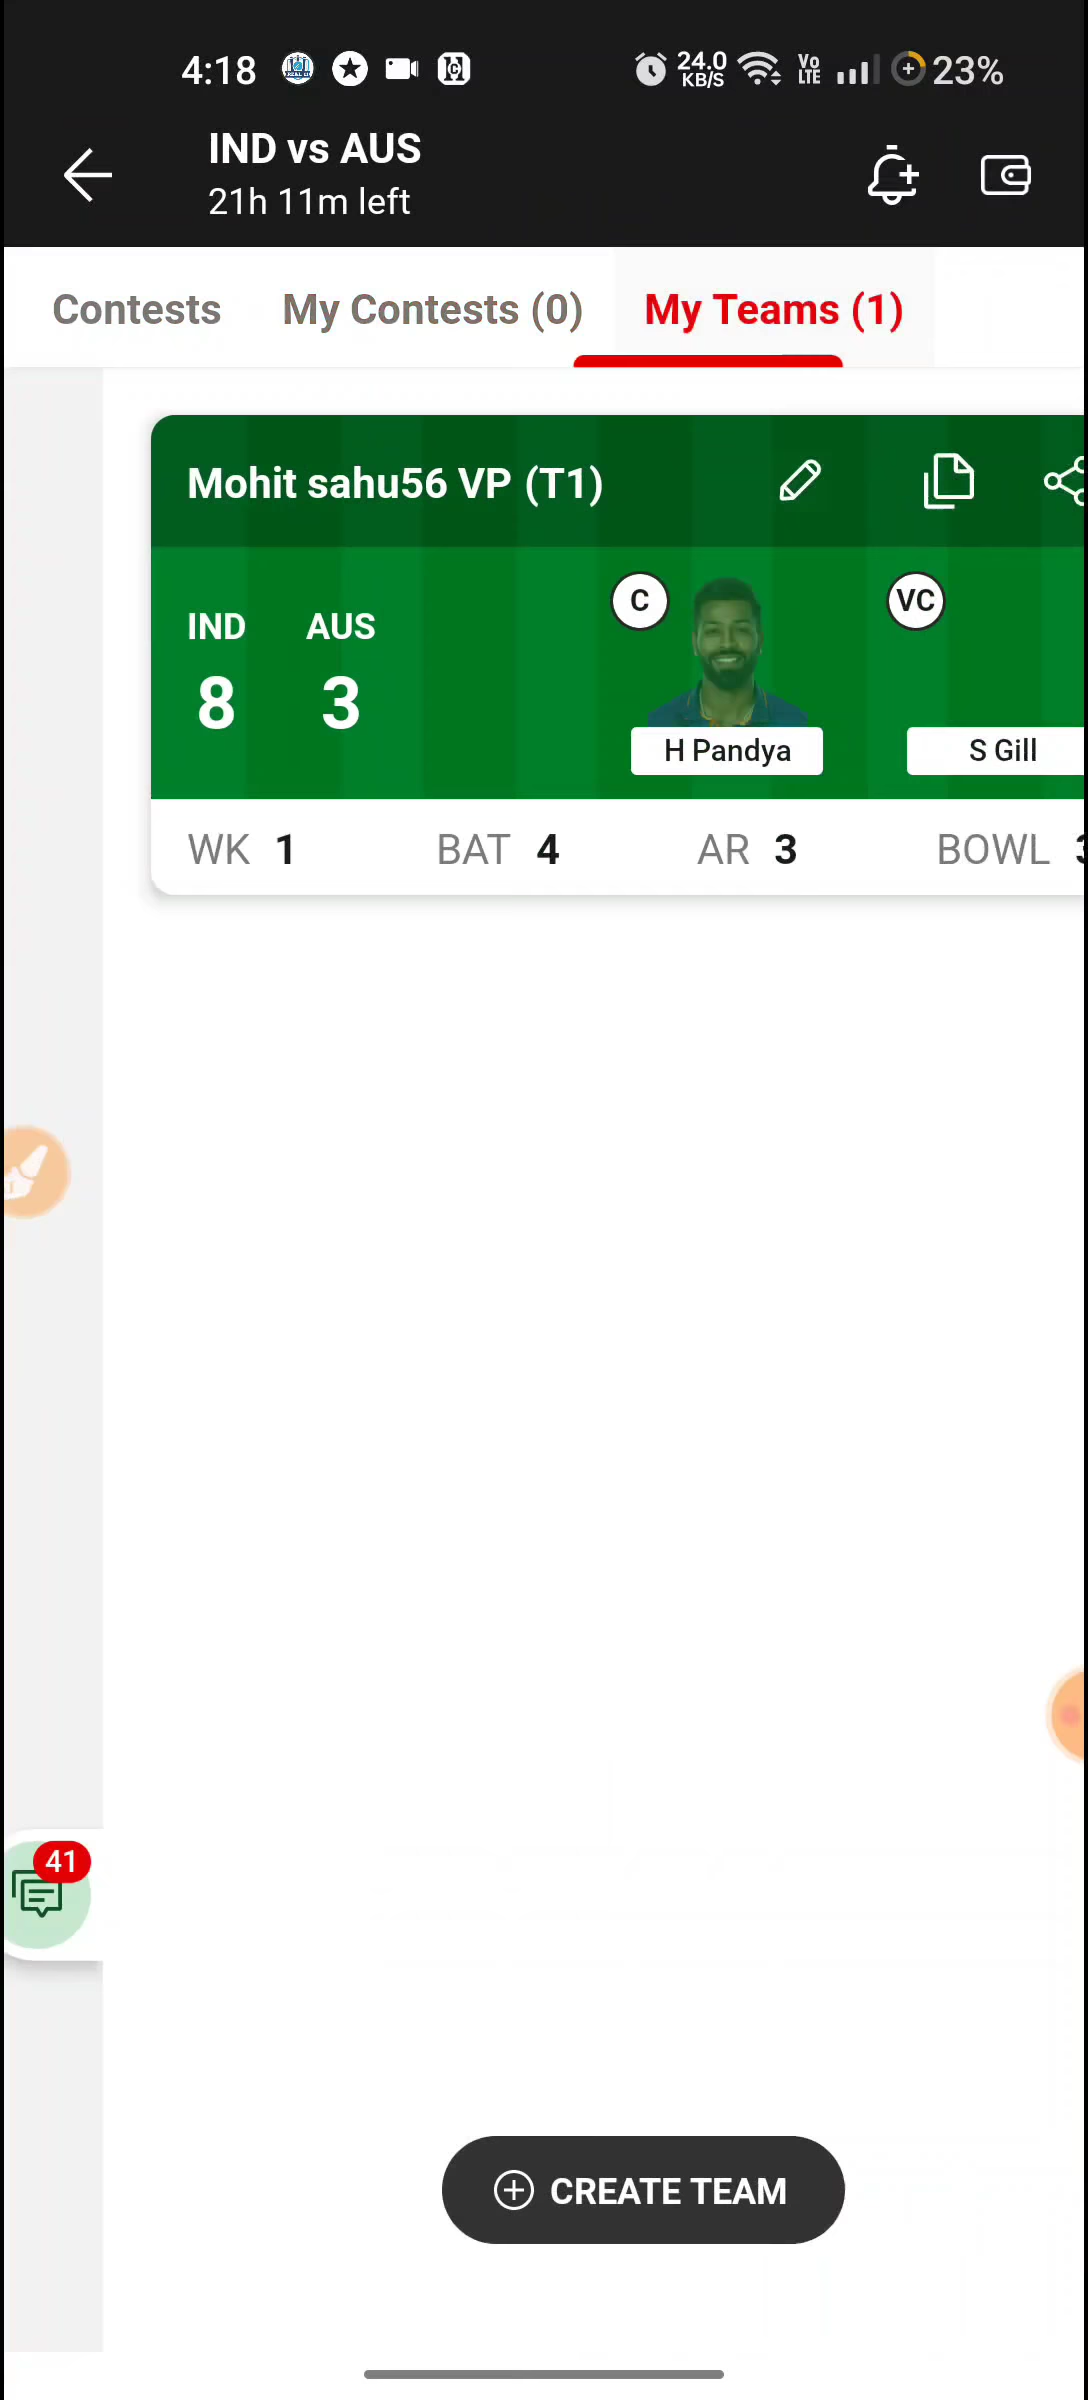 4:18 24.0 KB/S Vo LTE 23%
IND vs AUS
21h 11m left
Contests My Contests (0) My Teams (1)
Mohit sahu56 VP (T1)
C VC
IND AUS
8 3
H Pandya S Gill
WK 1 BAT 4 AR 3 BOWL
41
CREATE TEAM